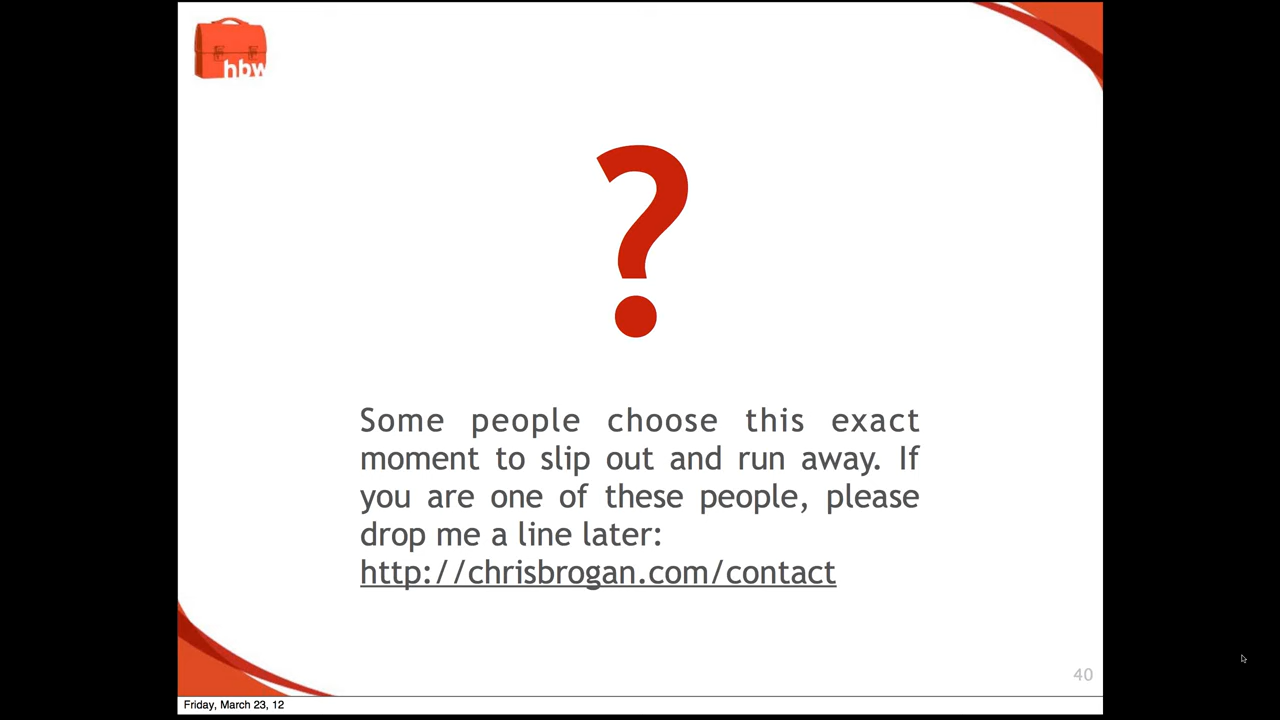 hbw
?
Some people choose this exact
moment to slip out and run away. If
you are one of these people, please
drop me a line later:
http://chrisbrogan.com/contact
40
Friday, March 23, 12